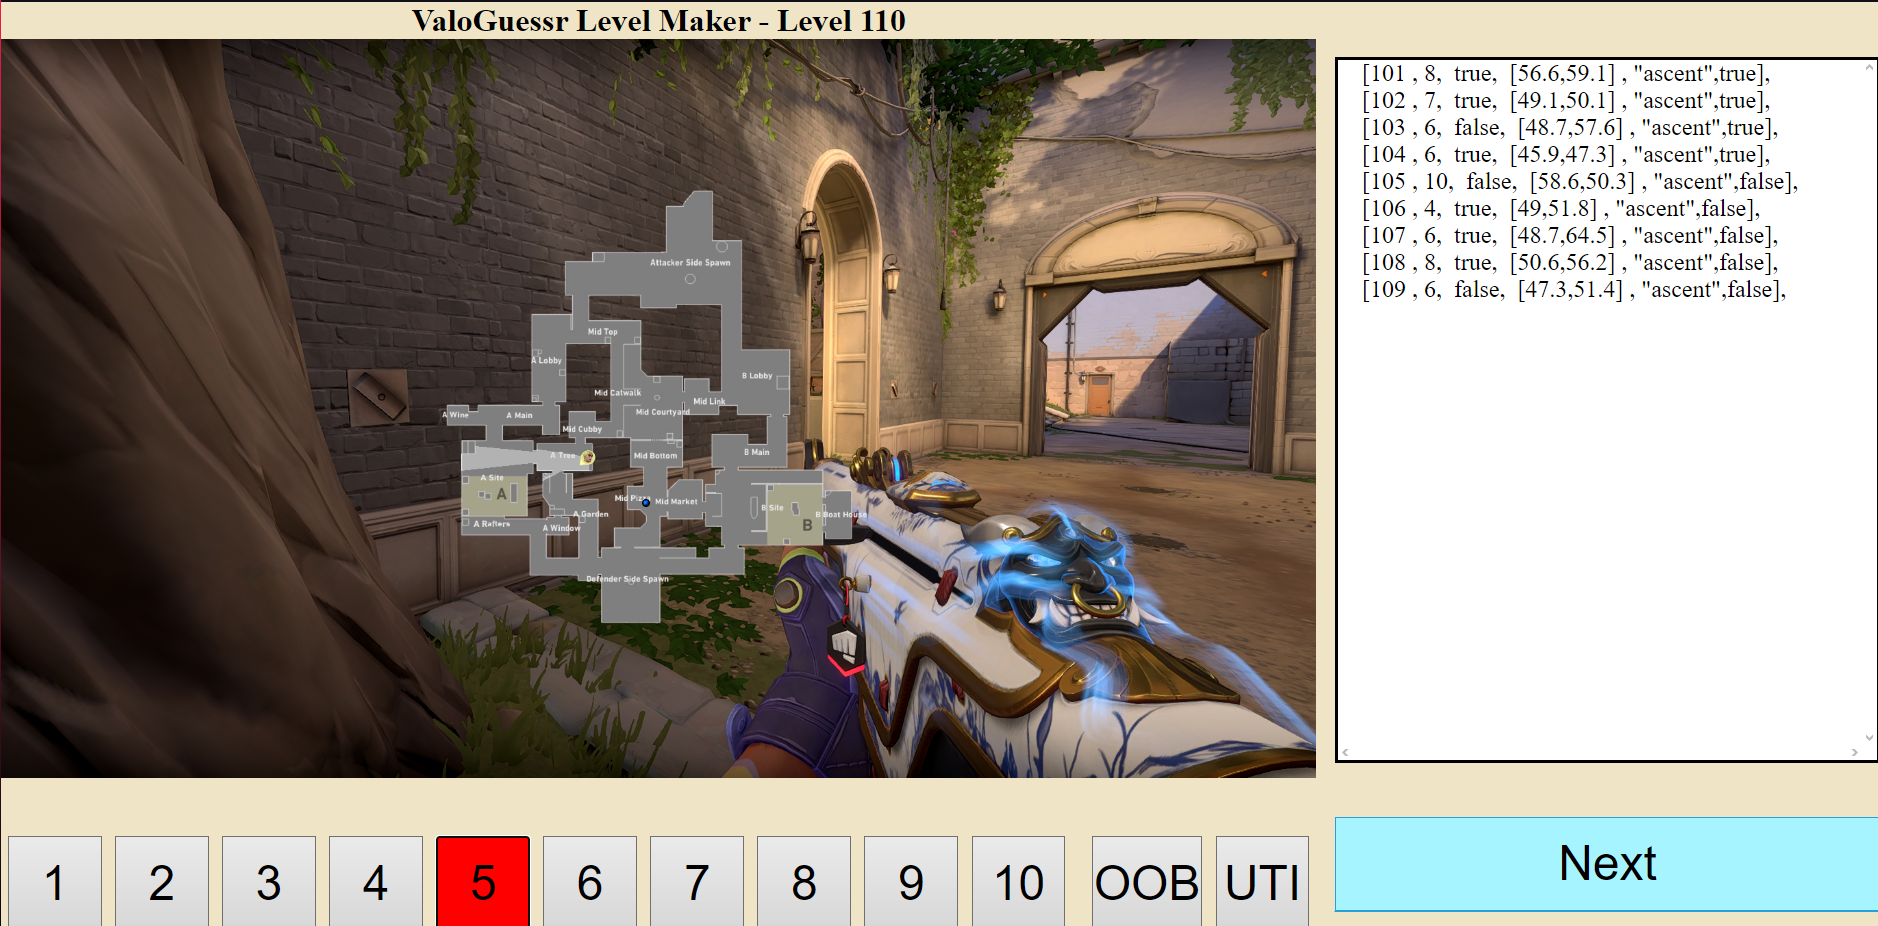 ValoGuessr Level Maker - Level 110
[101 , 8, true, [56.6,59.1] , "ascent",true],
[102 , 7, true, [49.1,50.1] , "ascent",true],
[103 , 6, false, [48.7,57.6] , "ascent",true],
[104 , 6, true, [45.9,47.3] , "ascent",true],
[105 , 10, false, [58.6,50.3] , "ascent",false],
[106 , 4, true, [49,51.8] , "ascent",false],
[107 , 6, true, [48.7,64.5] , "ascent",false],
[108 , 8, true, [50.6,56.2] , "ascent",false],
[109 , 6, false, [47.3,51.4] , "ascent",false],
Attacker Side Spawn
Mid Top
A Lobby
B Lobby
Mid Catwalk
Mid Link
A Wine
A Main
Mid Courtyard
Mid Cubby
A Tree
Mid Bottom
B Main
A Site
A
Mid Pizza
Mid Market
B Site
B Boat House
A Garden
A Rafters
A Window
B
Defender Side Spawn
1 2 3 4 5 6 7 8 9 10 OOB UTI
Next